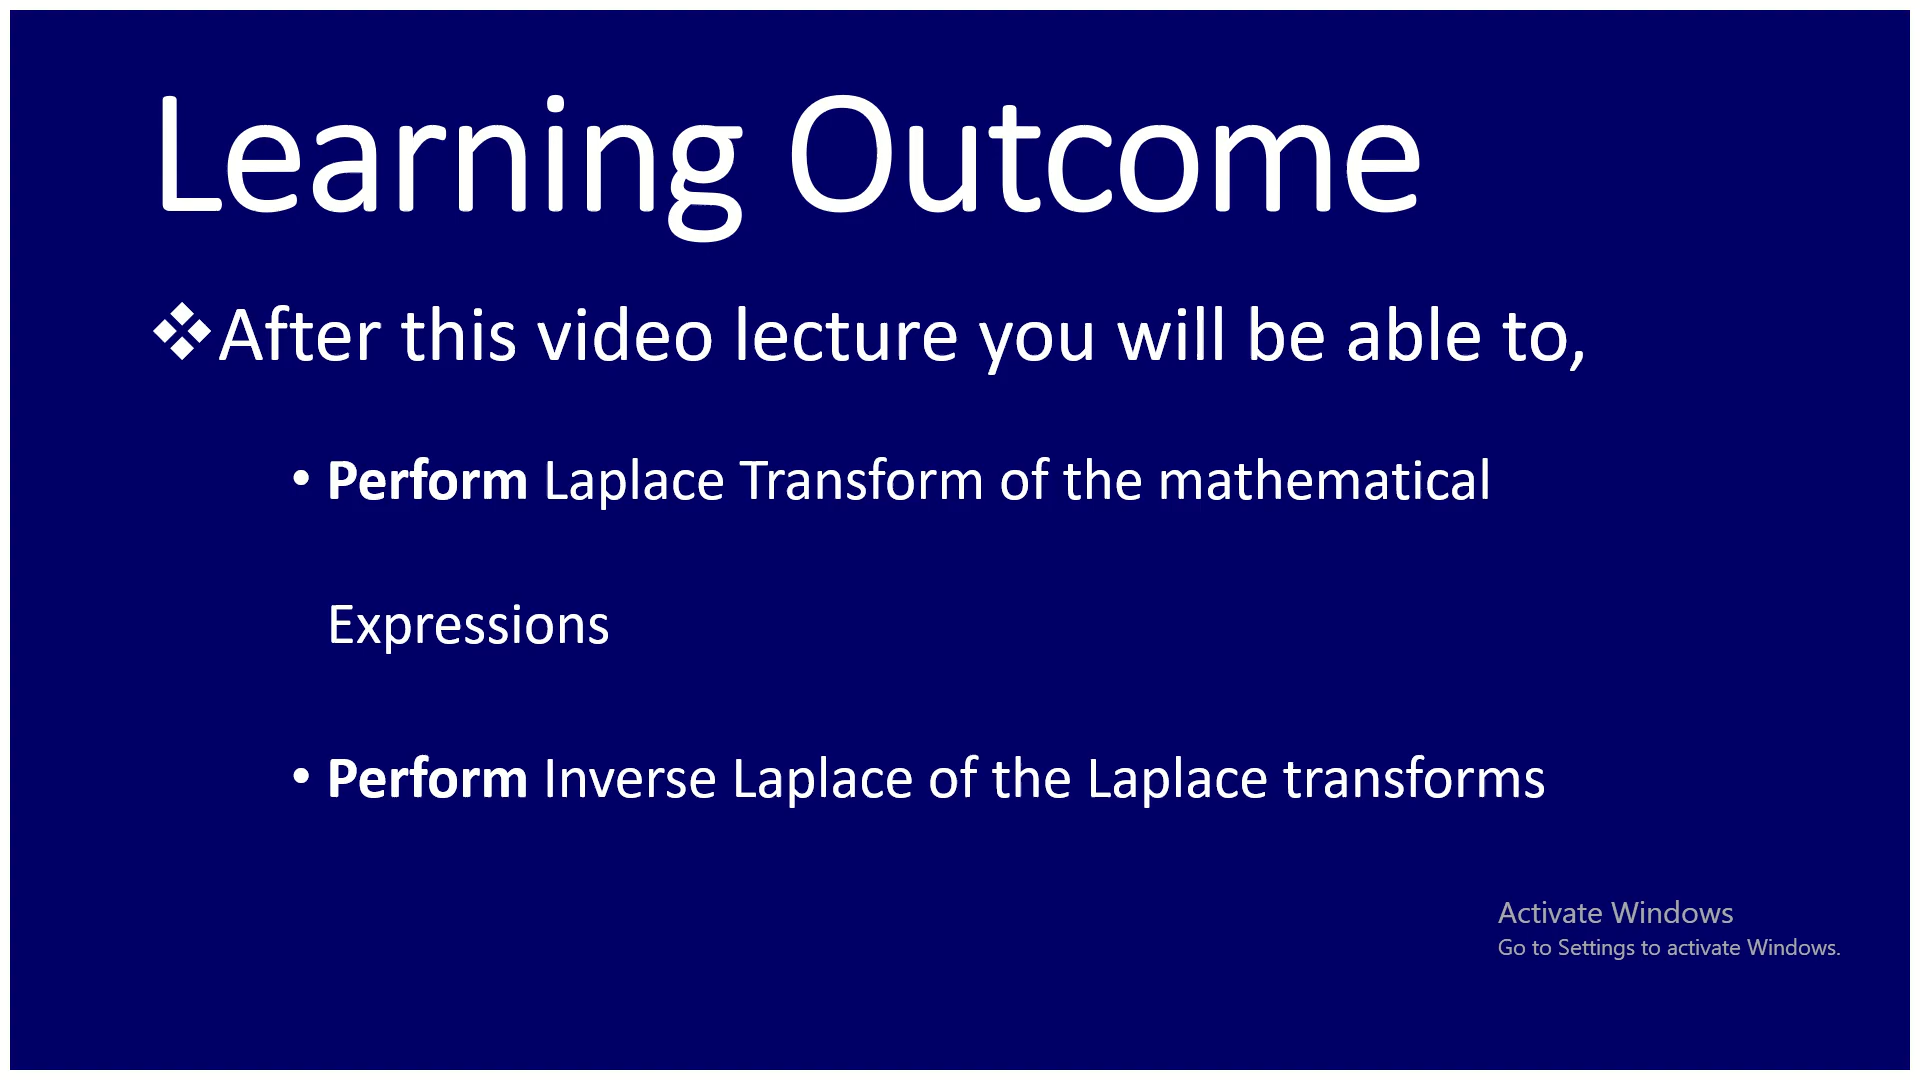 Learning Outcome
❖After this video lecture you will be able to,
• Perform Laplace Transform of the mathematical
Expressions
• Perform Inverse Laplace of the Laplace transforms
Activate Windows
Go to Settings to activate Windows.